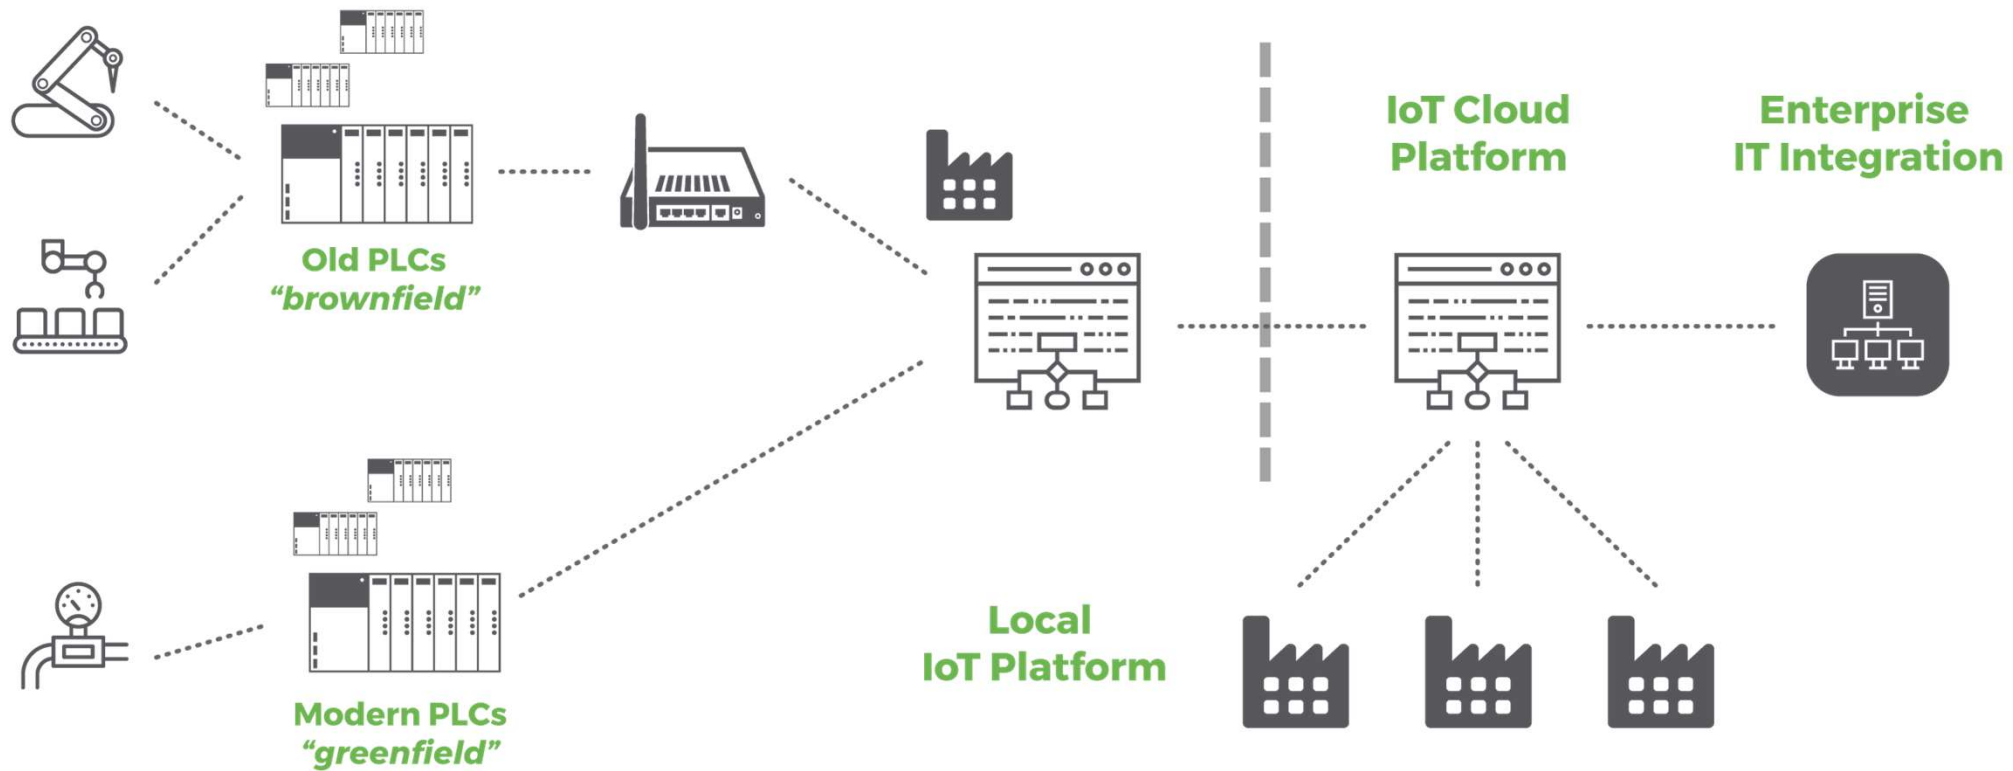 IoT Cloud
Platform
Enterprise
IT Integration
Old PLCs
“brownfield”
Local
IoT Platform
Modern PLCs
“greenfield”